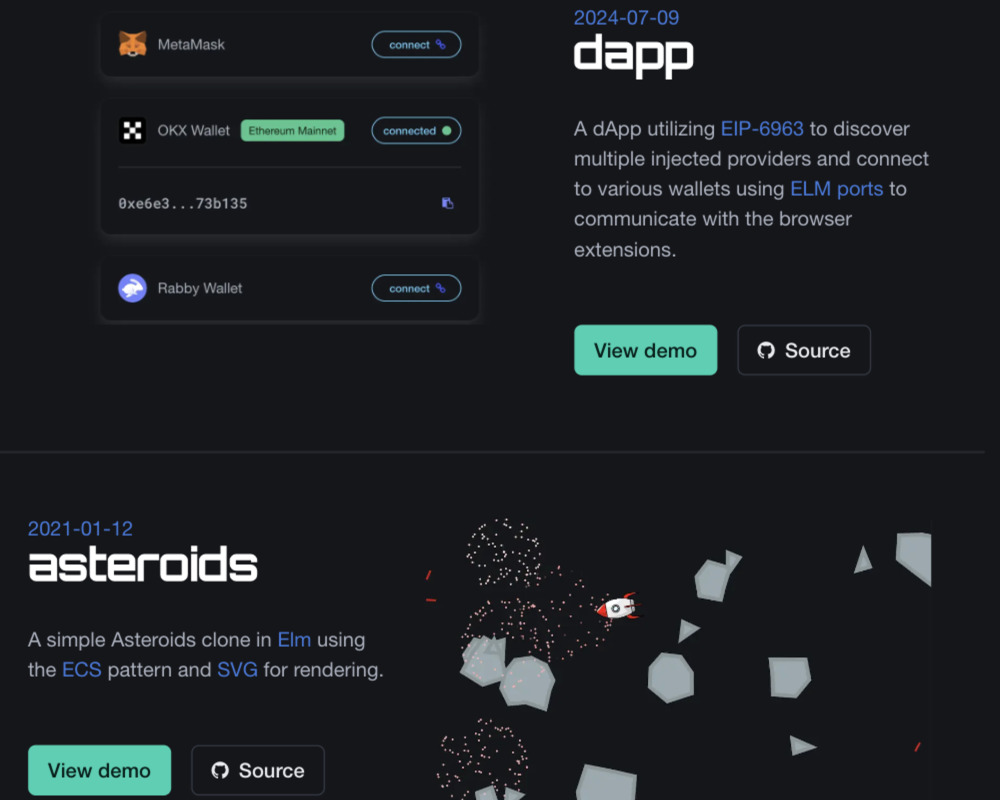 MetaMask connect
OKX Wallet Ethereum Mainnet connected
0xe6e3...73b135
Rabby Wallet connect
2024-07-09
dapp
A dApp utilizing EIP-6963 to discover
multiple injected providers and connect
to various wallets using ELM ports to
communicate with the browser
extensions.
View demo Source
2021-01-12
asteroids
A simple Asteroids clone in Elm using
the ECS pattern and SVG for rendering.
View demo Source